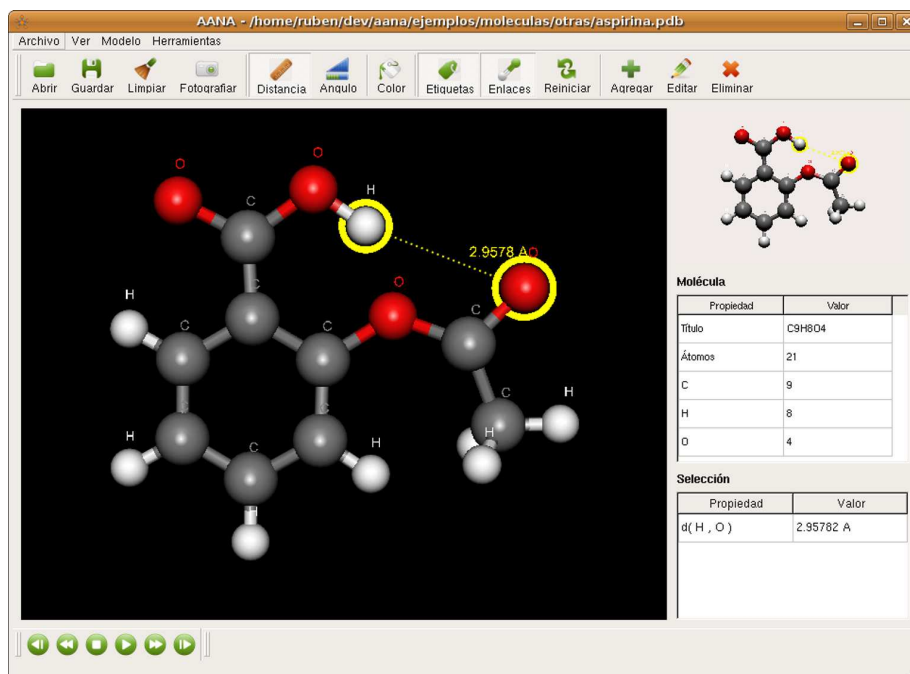 AANA - /home/ruben/dev/aana/ejemplos/moleculas/otras/aspirina.pdb
Archivo Ver Modelo Herramientas
Abrir Guardar Limpiar Fotografiar Distancia Angulo Color Etiquetas Enlaces Reiniciar Agregar Editar Eliminar
O
O
H
C
2.9578 A
O
C
O
H
C
C
C
C
C
H
H
C
C
H
H
H
Molécula
Propiedad Valor
Título C9H8O4
Átomos 21
C 9
H 8
O 4
Selección
Propiedad Valor
d( H , O ) 2.95782 A